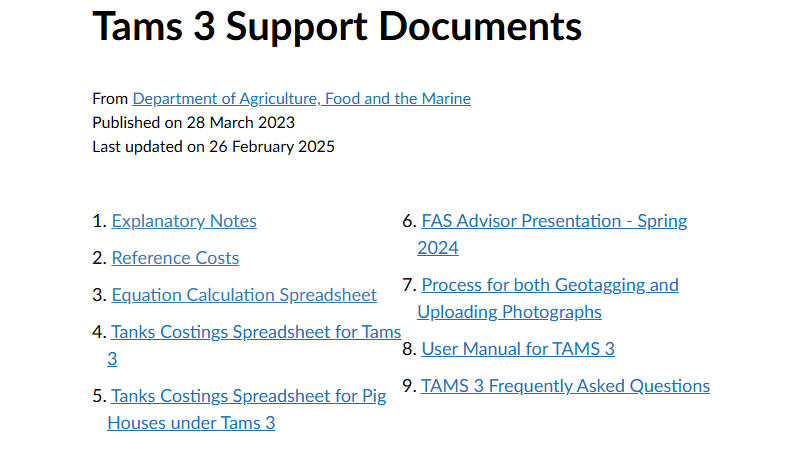 Tams 3 Support Documents
From Department of Agriculture, Food and the Marine
Published on 28 March 2023
Last updated on 26 February 2025
1. Explanatory Notes
2. Reference Costs
3. Equation Calculation Spreadsheet
4. Tanks Costings Spreadsheet for Tams
3
5. Tanks Costings Spreadsheet for Pig
Houses under Tams 3
6. FAS Advisor Presentation - Spring
2024
7. Process for both Geotagging and
Uploading Photographs
8. User Manual for TAMS 3
9. TAMS 3 Frequently Asked Questions